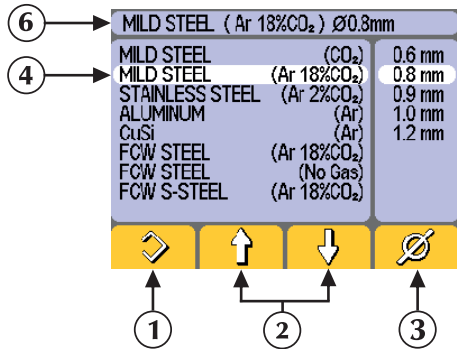 6
MILD STEEL ( Ar 18%CO₂ ) Ø0.8mm
4
MILD STEEL (CO₂) 0.6 mm
MILD STEEL (Ar 18%CO₂) 0.8 mm
STAINLESS STEEL (Ar 2%CO₂) 0.9 mm
ALUMINUM (Ar) 1.0 mm
CuSi (Ar) 1.2 mm
FCW STEEL (Ar 18%CO₂)
FCW STEEL (No Gas)
FCW S-STEEL (Ar 18%CO₂)
Ø
1 2 3